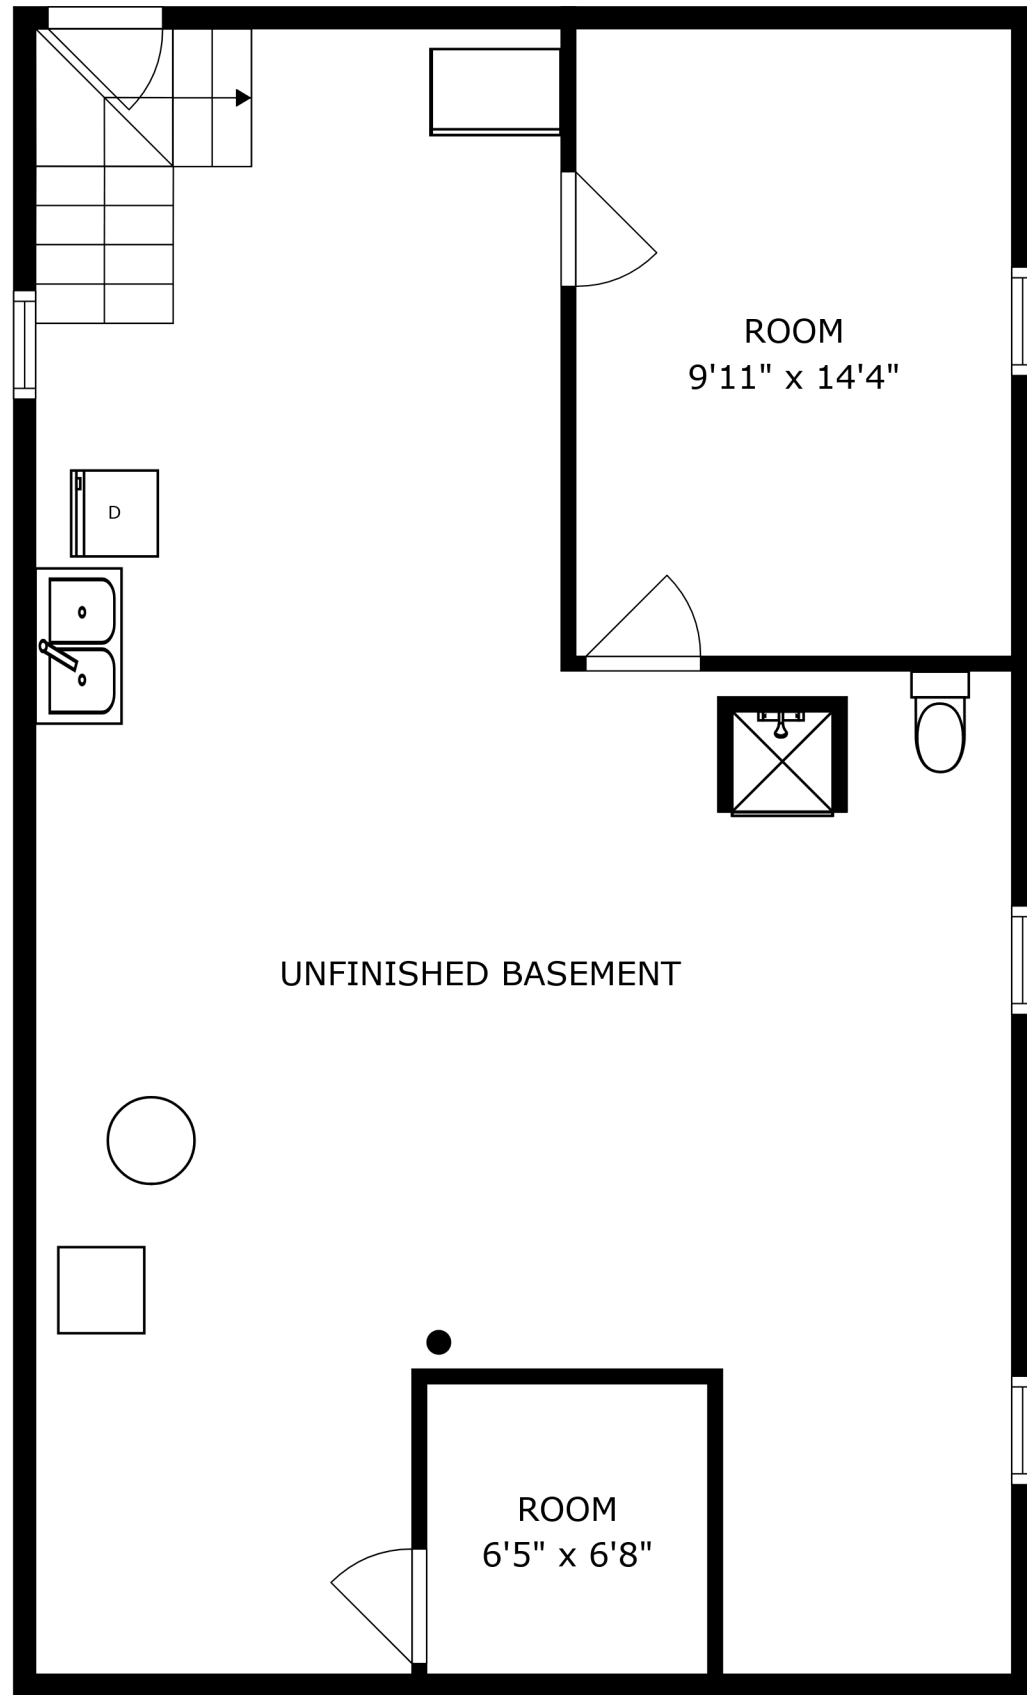 ROOM
9'11" x 14'4"
D
UNFINISHED BASEMENT
ROOM
6'5" x 6'8"